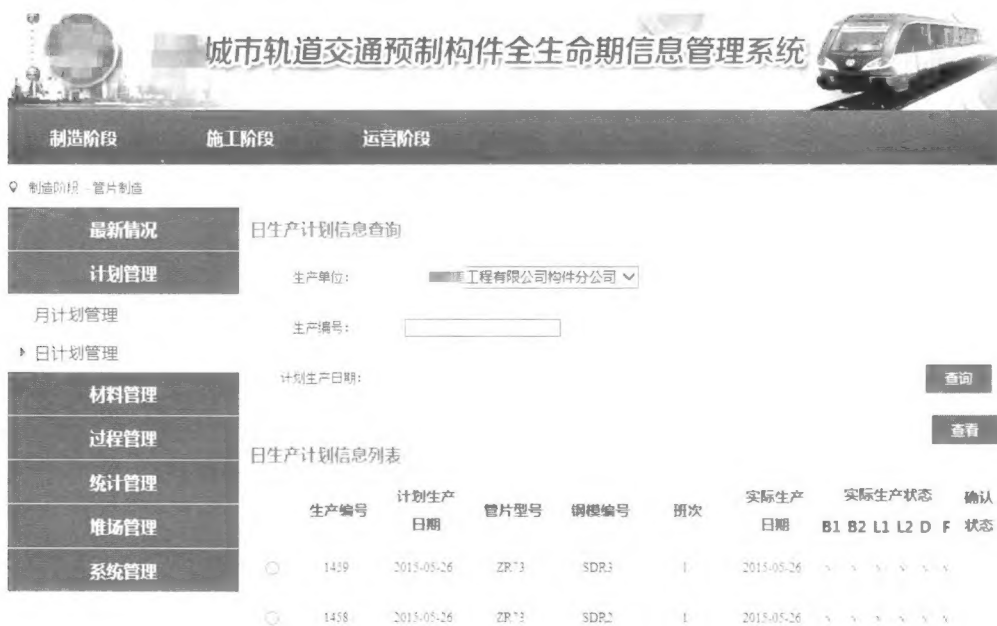 城市轨道交通预制构件全生命期信息管理系统
制造阶段 施工阶段 运营阶段
制造阶段 - 管片制造
最新情况
计划管理
月计划管理
日计划管理
材料管理
过程管理
统计管理
堆场管理
系统管理
日生产计划信息查询
生产单位: 工程有限公司构件分公司
生产编号:
计划生产日期:
查询
查看
日生产计划信息列表
生产编号 计划生产日期 管片型号 钢模编号 班次 实际生产日期 实际生产状态 确认状态
B1 B2 L1 L2 D F
1459 2015-05-26 ZR73 SDR3 1 2015-05-26
1458 2015-05-26 ZR73 SDR2 1 2015-05-26